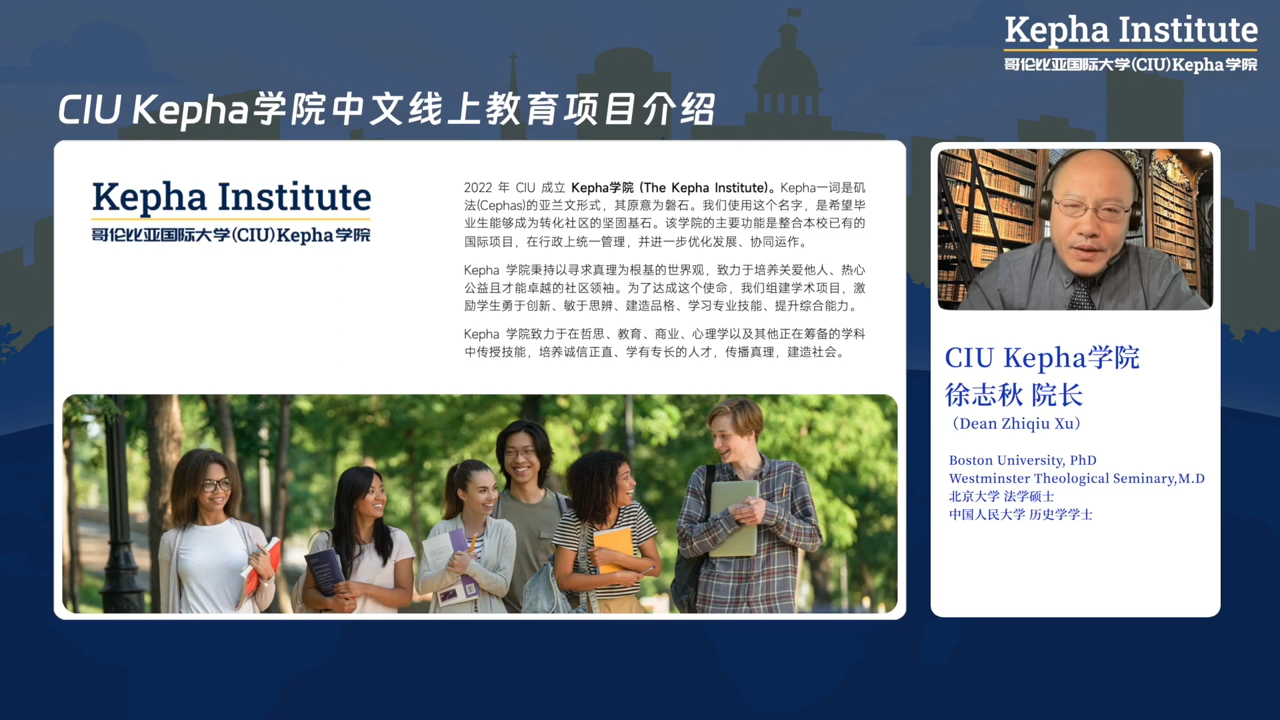 Kepha Institute
哥伦比亚国际大学(CIU)Kepha学院
CIU Kepha学院中文线上教育项目介绍
Kepha Institute
哥伦比亚国际大学(CIU)Kepha学院
2022 年 CIU 成立 Kepha学院 (The Kepha Institute)。Kepha一词是矶
法(Cephas)的亚兰文形式，其原意为磐石。我们使用这个名字，是希望毕
业生能够成为转化社区的坚固基石。该学院的主要功能是整合本校已有的
国际项目，在行政上统一管理，并进一步优化发展、协同运作。
Kepha 学院秉持以寻求真理为根基的世界观，致力于培养关爱他人、热心
公益且才能卓越的社区领袖。为了达成这个使命，我们组建学术项目，激
励学生勇于创新、敏于思辨、建造品格、学习专业技能、提升综合能力。
Kepha 学院致力于在哲思、教育、商业、心理学以及其他正在筹备的学科
中传授技能，培养诚信正直、学有专长的人才，传播真理，建造社会。
CIU Kepha学院
徐志秋 院长
（Dean Zhiqiu Xu）
Boston University, PhD
Westminster Theological Seminary,M.D
北京大学 法学硕士
中国人民大学 历史学学士